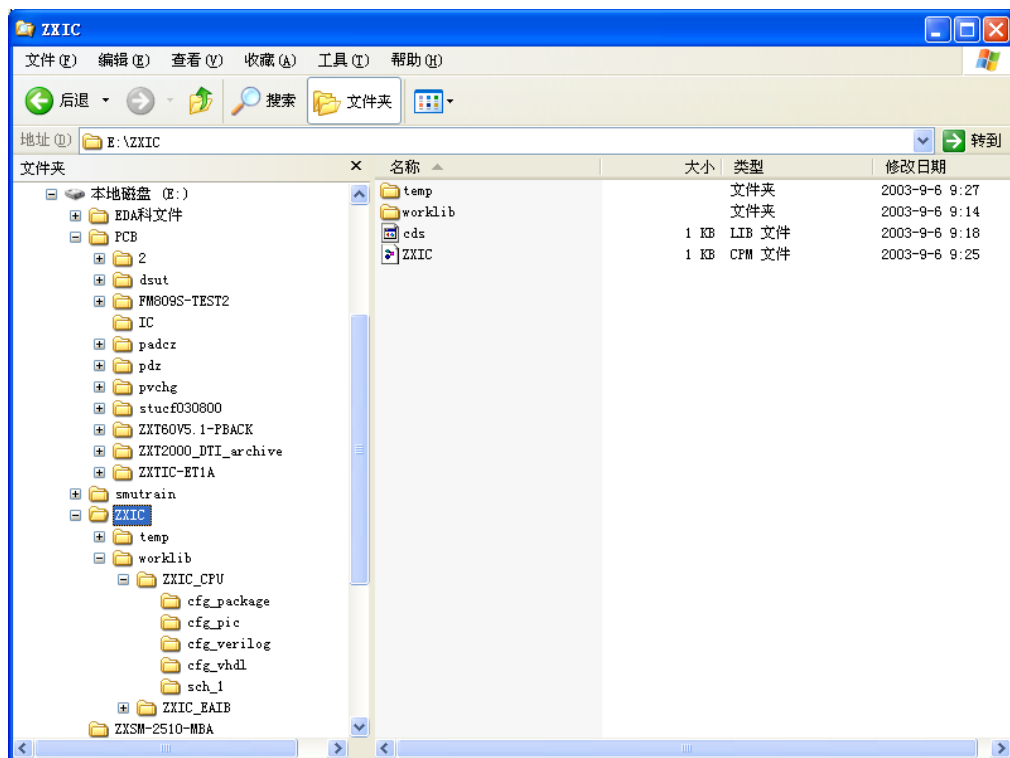 ZXIC
文件(F) 编辑(E) 查看(V) 收藏(A) 工具(T) 帮助(H)
后退 搜索 文件夹
地址(D) E:\ZXIC 转到
文件夹 名称 大小 类型 修改日期
本地磁盘 (E:)
EDA科文件
PCB
2
dsut
FM809S-TEST2
IC
padcz
pdz
pvchg
stucf030800
ZXT60V5.1-PBACK
ZXT2000_DTI_archive
ZXTIC-ET1A
smutrain
ZXIC
temp
worklib
ZXIC_CPU
cfg_package
cfg_pic
cfg_verilog
cfg_vhdl
sch_1
ZXIC_EAIB
ZXSM-2510-MBA
temp 文件夹 2003-9-6 9:27
worklib 文件夹 2003-9-6 9:14
cds 1 KB LIB 文件 2003-9-6 9:18
ZXIC 1 KB CPM 文件 2003-9-6 9:25